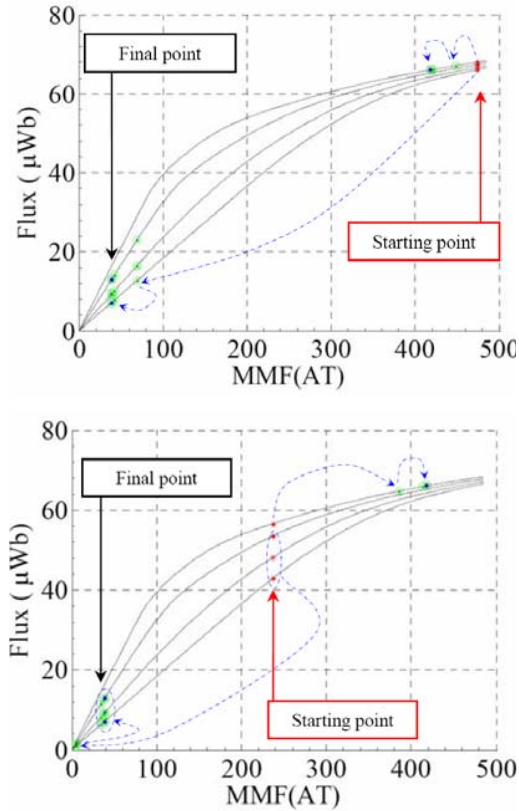 80
60
40
20
0
Flux ( μWb)
Final point
Starting point
0 100 200 300 400 500
MMF(AT)
80
60
40
20
0
Flux ( μWb)
Final point
Starting point
0 100 200 300 400 500
MMF(AT)